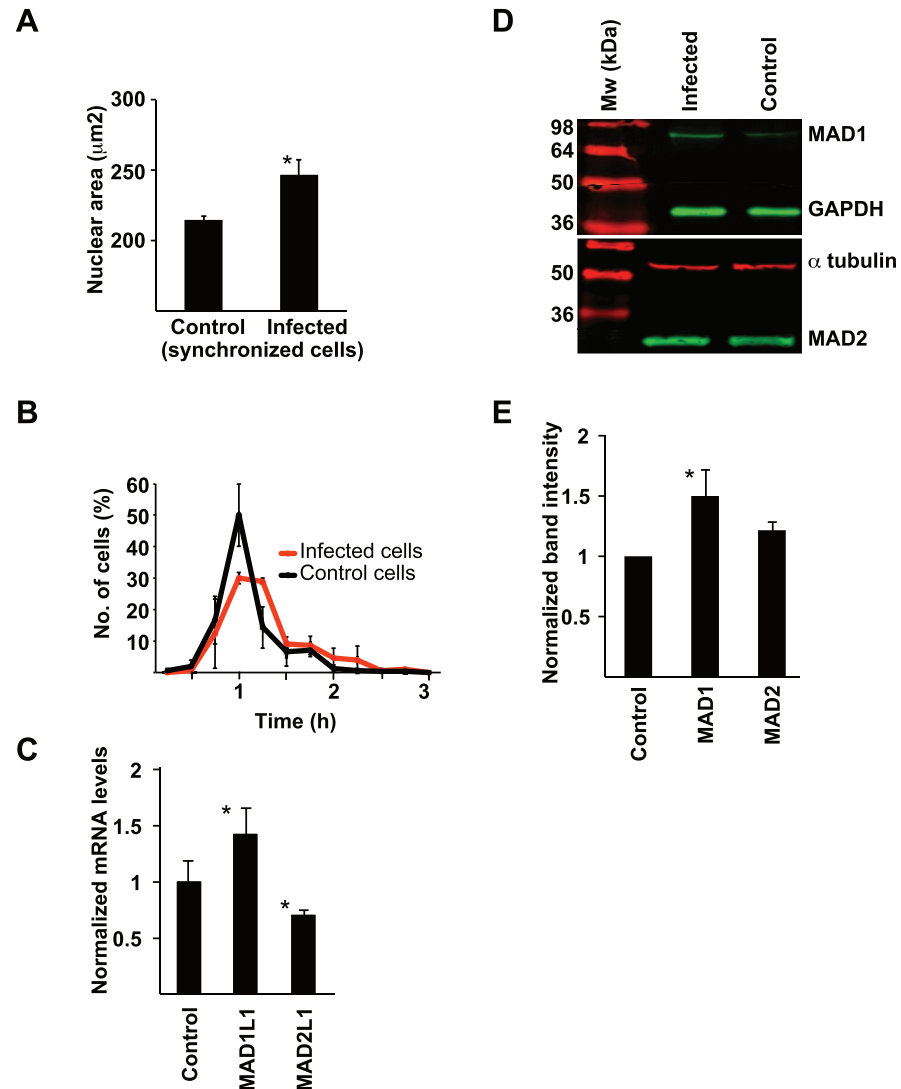 A
300
250
200
Nuclear area (μm2)
*
Control Infected
(synchronized cells)
B
60
50
40
30
20
10
No. of cells (%)
Infected cells
Control cells
1 2 3
Time (h)
C
2
1.5
1
0.5
Normalized mRNA levels
*
*
Control
MAD1L1
MAD2L1
D
Mw (kDa)
Infected
Control
98
64
50
36
MAD1
GAPDH
50
36
α tubulin
MAD2
E
2
1.5
1
0.5
Normalized band intensity
*
Control
MAD1
MAD2